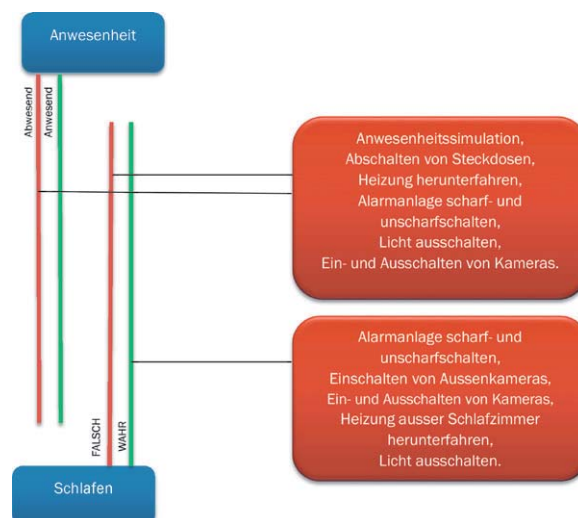 Anwesenheit
Abwesend
Anwesend
Anwesenheitssimulation,
Abschalten von Steckdosen,
Heizung herunterfahren,
Alarmanlage scharf- und
unscharfschalten,
Licht ausschalten,
Ein- und Ausschalten von Kameras.
Alarmanlage scharf- und
unscharfschalten,
Einschalten von Aussenkameras,
Ein- und Ausschalten von Kameras,
Heizung ausser Schlafzimmer
herunterfahren,
Licht ausschalten.
FALSCH
WAHR
Schlafen